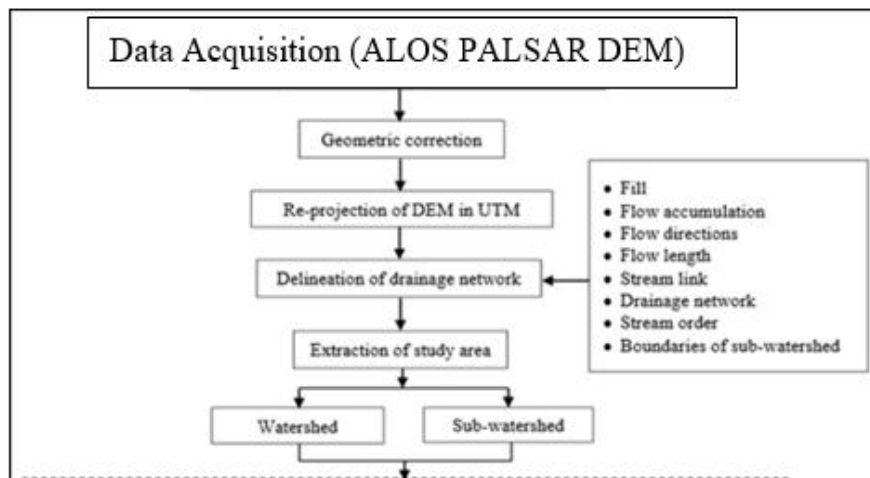 Data Acquisition (ALOS PALSAR DEM)
Geometric correction
Re-projection of DEM in UTM
Delineation of drainage network
• Fill
• Flow accumulation
• Flow directions
• Flow length
• Stream link
• Drainage network
• Stream order
• Boundaries of sub-watershed
Extraction of study area
Watershed
Sub-watershed